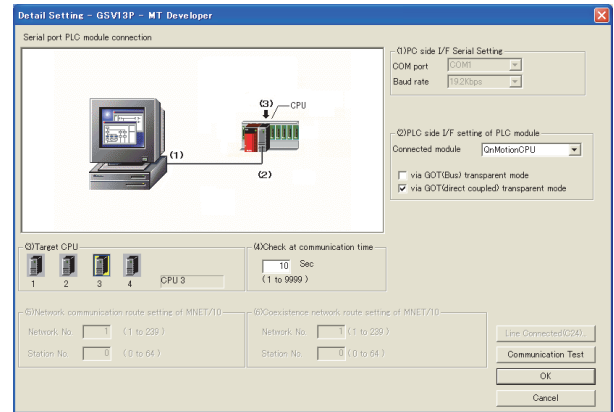 Detail Setting - GSV13P - MT Developer
Serial port PLC module connection
(1)
(2)
(3)
CPU
(1)PC side I/F Serial Setting
COM port COM1
Baud rate 192Kbps
(2)PLC side I/F setting of PLC module
Connected module QnMotionCPU
via GOT(Bus) transparent mode
via GOT(direct coupled) transparent mode
(3)Target CPU
1 2 3 4 CPU 3
(4)Check at communication time
10 Sec
( 1 to 9999 )
(5)Network communication route setting of MNET/10
Network No. 1 ( 1 to 239 )
Station No. 0 ( 0 to 64 )
(6)Coexistence network route setting of MNET/10
Network No. 1 ( 1 to 239 )
Station No. 0 ( 0 to 64 )
Line Connected(C24)...
Communication Test
OK
Cancel